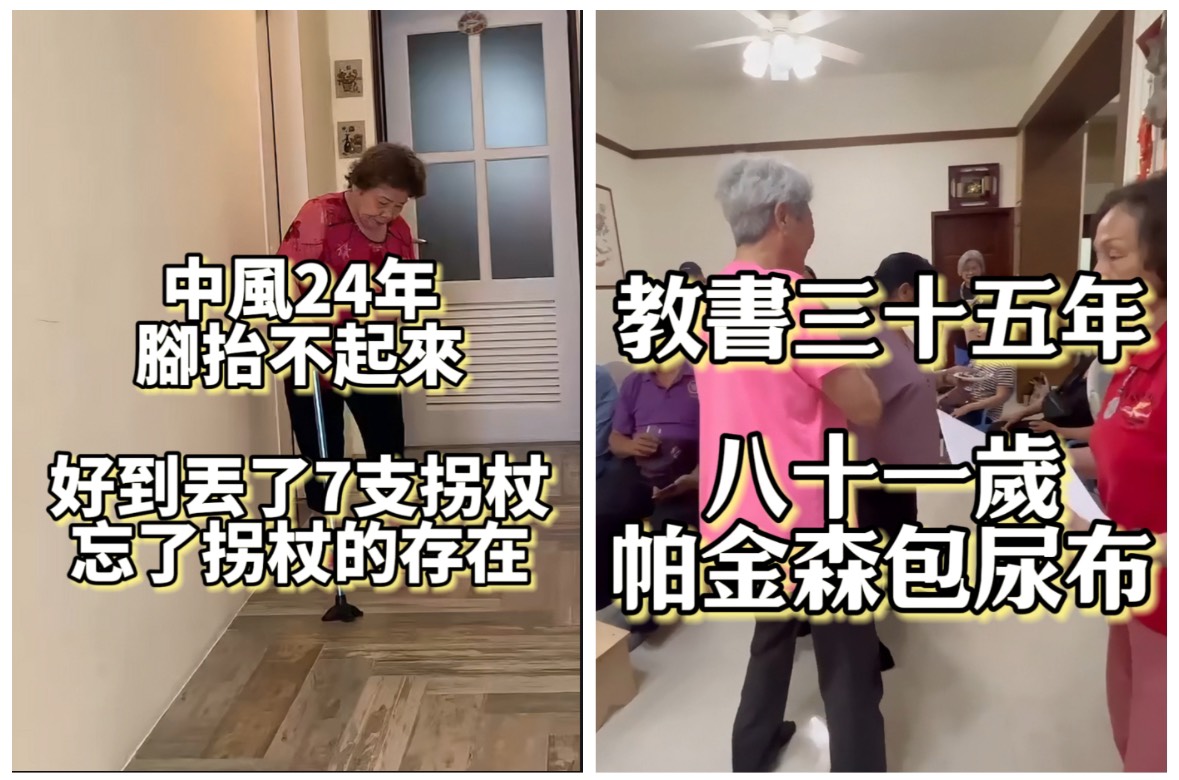 中風24年
腳抬不起來
好到丟了7支拐杖
忘了拐杖的存在
教書三十五年
八十一歲
帕金森包尿布